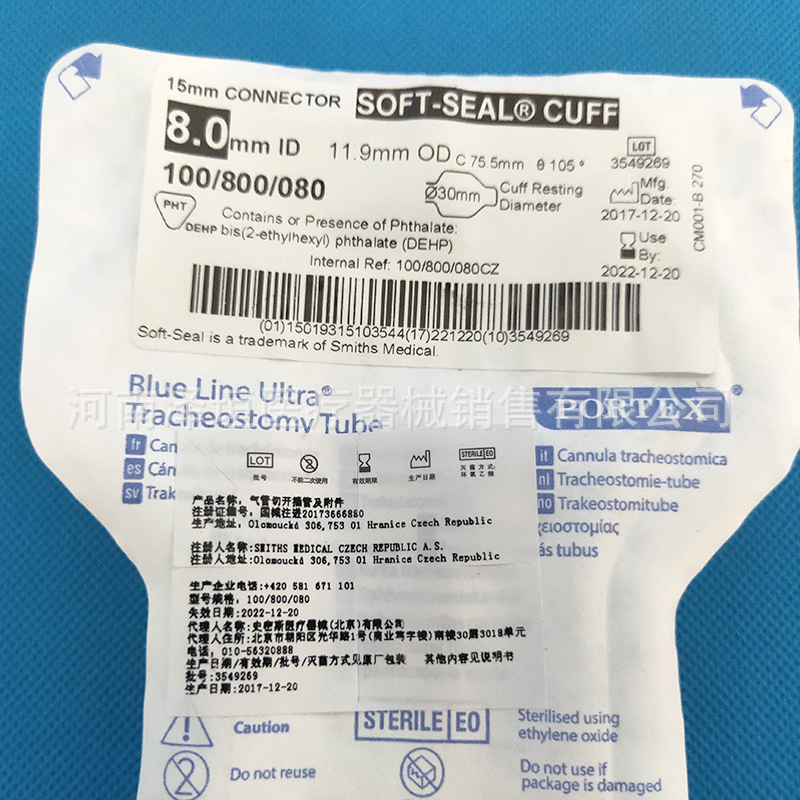 15mm CONNECTOR SOFT-SEAL® CUFF
8.0mm ID 11.9mm OD C 75.5mm θ 105° LOT 3549269
100/800/080 Ø30mm Cuff Resting Diameter Mfg. Date: 2017-12-20
PHT DEHP Contains or Presence of Phthalate:
bis(2-ethylhexyl) phthalate (DEHP) Use By: 2022-12-20
Internal Ref: 100/800/080CZ
CM001-B 270
(01)15019315103544(17)221220(10)3549269
Soft-Seal is a trademark of Smiths Medical.
Blue Line Ultra® PORTEX®
Tracheostomy Tube
医疗器械销售有限公司
fr it Cannula tracheostomica
es nl Tracheostomie-tube
sv no Trakeostomitube
LOT STERILE EO
批号 不能二次使用 有效期限 生产日期 灭菌方式:环氧乙烷
产品名称: 气管切开插管及附件
注册证编号: 国械注进20173666880
生产地址: Olomoucká 306,753 01 Hranice Czech Republic
注册人名称:SMITHS MEDICAL CZECH REPUBLIC A.S.
注册人地址:Olomoucká 306,753 01 Hranice Czech Republic
生产企业电话:+420 581 671 101
型号规格: 100/800/080
失效日期:2022-12-20
代理人名称:史密斯医疗器械(北京)有限公司
代理人住所:北京市朝阳区光华路1号(商业写字楼)南楼30层3018单元
电话: 010-56320888
生产日期/有效期/批号/灭菌方式见原厂包装 其他内容见说明书
批号:3549269
生产日期:2017-12-20
Caution STERILE EO Sterilised using
ethylene oxide
2 Do not reuse Do not use if
package is damaged